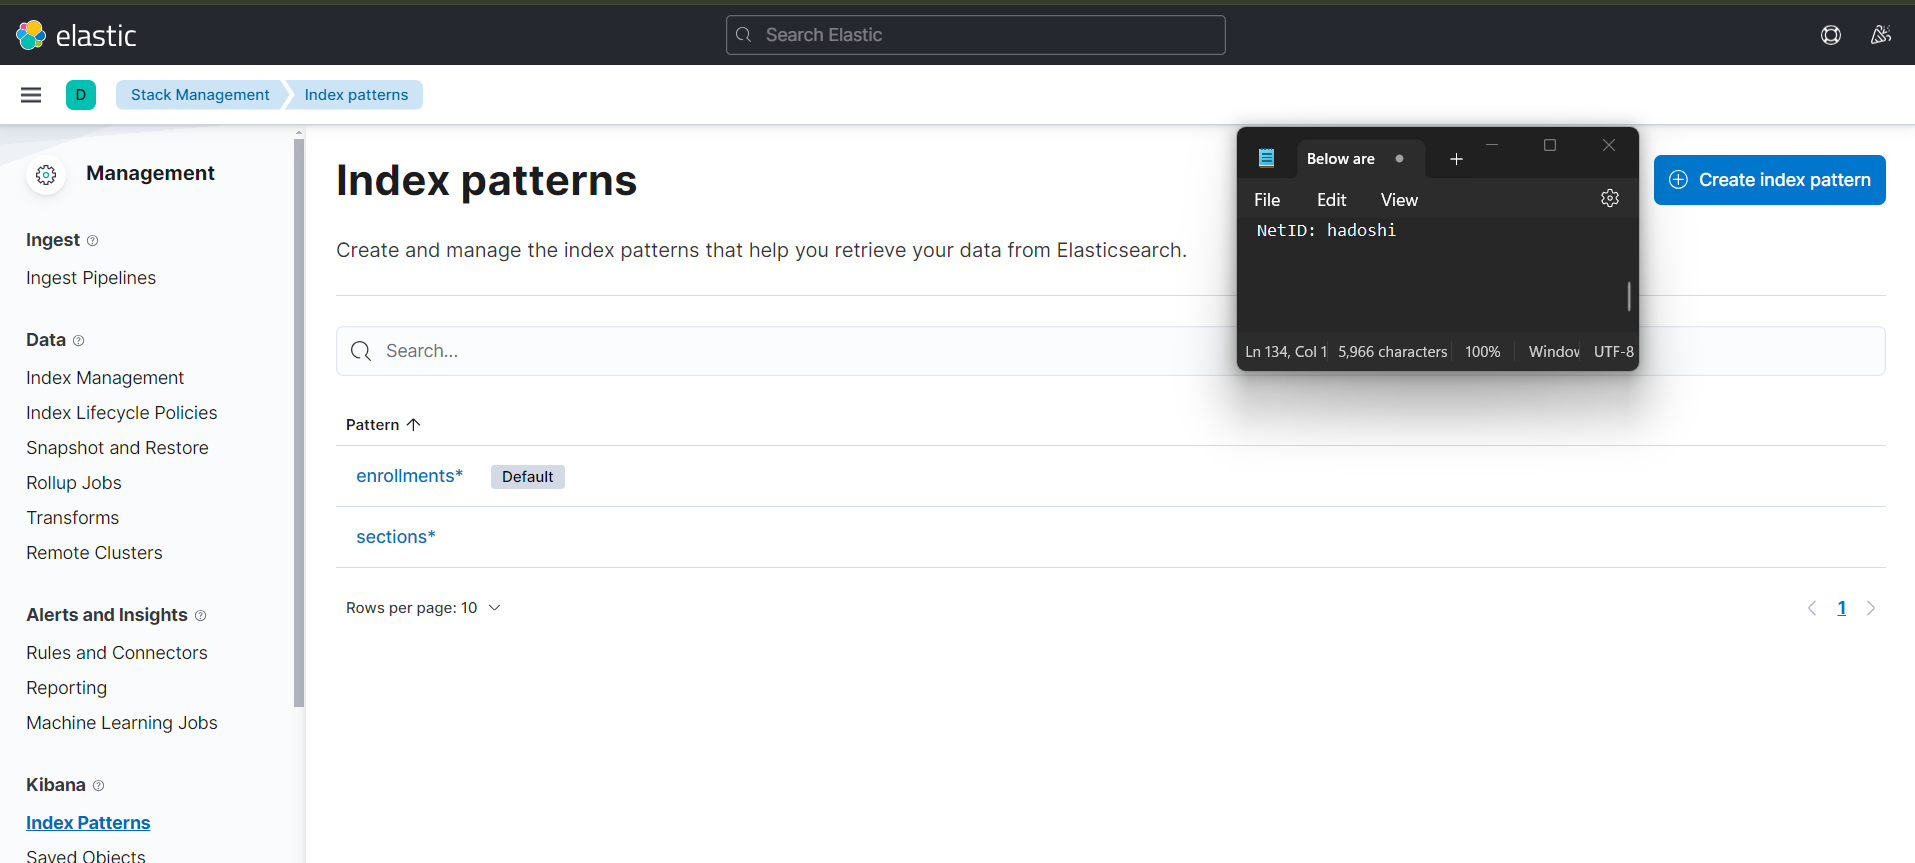 elastic
Search Elastic
D
Stack Management
Index patterns
Management
Ingest
Ingest Pipelines
Data
Index Management
Index Lifecycle Policies
Snapshot and Restore
Rollup Jobs
Transforms
Remote Clusters
Alerts and Insights
Rules and Connectors
Reporting
Machine Learning Jobs
Kibana
Index Patterns
Saved Objects
Index patterns
Create index pattern
Create and manage the index patterns that help you retrieve your data from Elasticsearch.
Search...
Pattern
enrollments* Default
sections*
Rows per page: 10
1
Below are
File Edit View
NetID: hadoshi
Ln 134, Col 1 5,966 characters 100% Window UTF-8